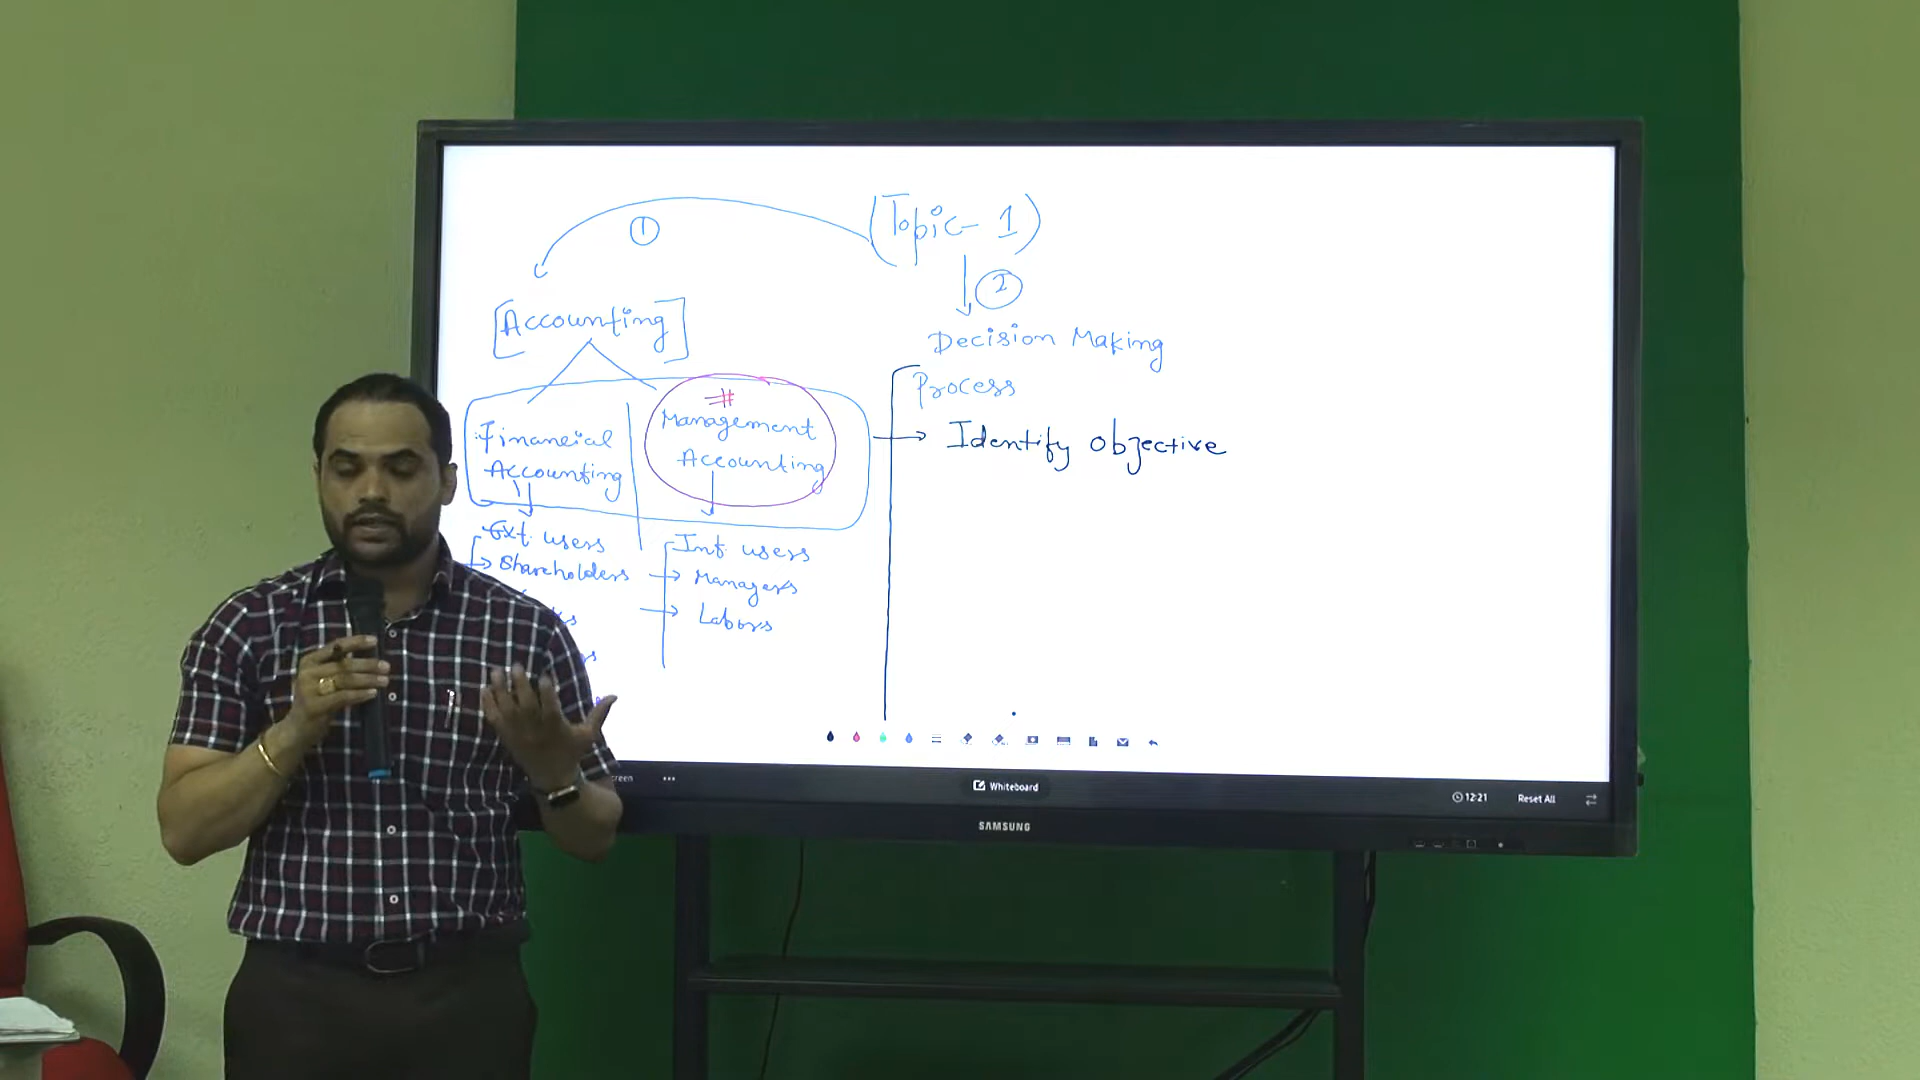 (Topic-1)
①
②
[Accounting]
Decision Making
Process
#
Financial
Accounting
Management
Accounting
Identify objective
Ext. users
Shareholders
Int users
Managers
Labors
Whiteboard
12:21
Reset All
SAMSUNG